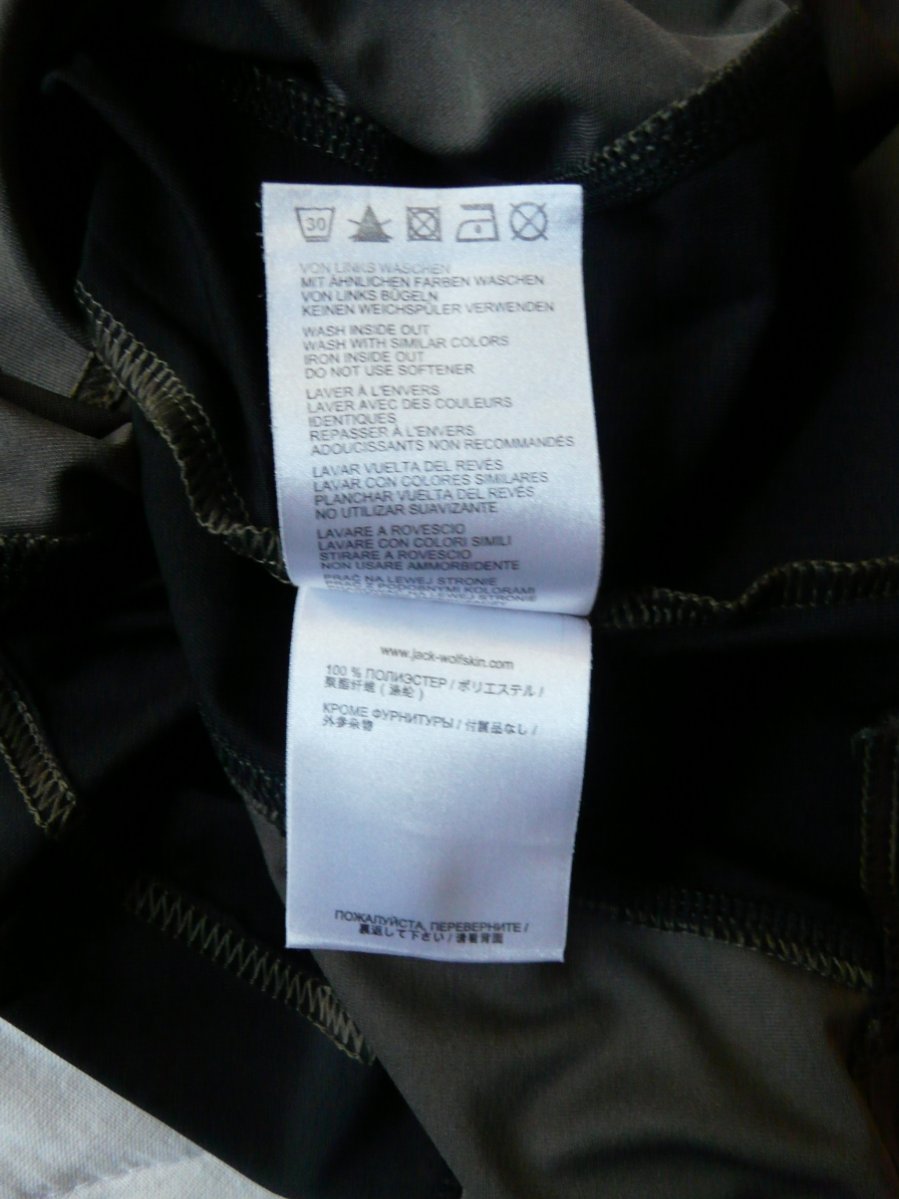 30
VON LINKS WASCHEN
MIT ÄHNLICHEN FARBEN WASCHEN
VON LINKS BÜGELN
KEINEN WEICHSPÜLER VERWENDEN
WASH INSIDE OUT
WASH WITH SIMILAR COLORS
IRON INSIDE OUT
DO NOT USE SOFTENER
LAVER À L'ENVERS
LAVER AVEC DES COULEURS
IDENTIQUES
REPASSER À L'ENVERS
ADOUCISSANTS NON RECOMMANDÉS
LAVAR VUELTA DEL REVÉS
LAVAR CON COLORES SIMILARES
PLANCHAR VUELTA DEL REVÉS
NO UTILIZAR SUAVIZANTE
LAVARE A ROVESCIO
LAVARE CON COLORI SIMILI
STIRARE A ROVESCIO
NON USARE AMMORBIDENTE
PRAĆ NA LEWEJ STRONIE
PRAĆ Z PODOBNYMI KOLORAMI
www.jack-wolfskin.com
100 % ПОЛИЭСТЕР / ポリエステル /
聚酯纤维 ( 涤纶 )
КРОМЕ ФУРНИТУРЫ / 付属品なし /
外参杂物
ПОЖАЛУЙСТА, ПЕРЕВЕРНИТЕ /
裏返して下さい / 请看背面